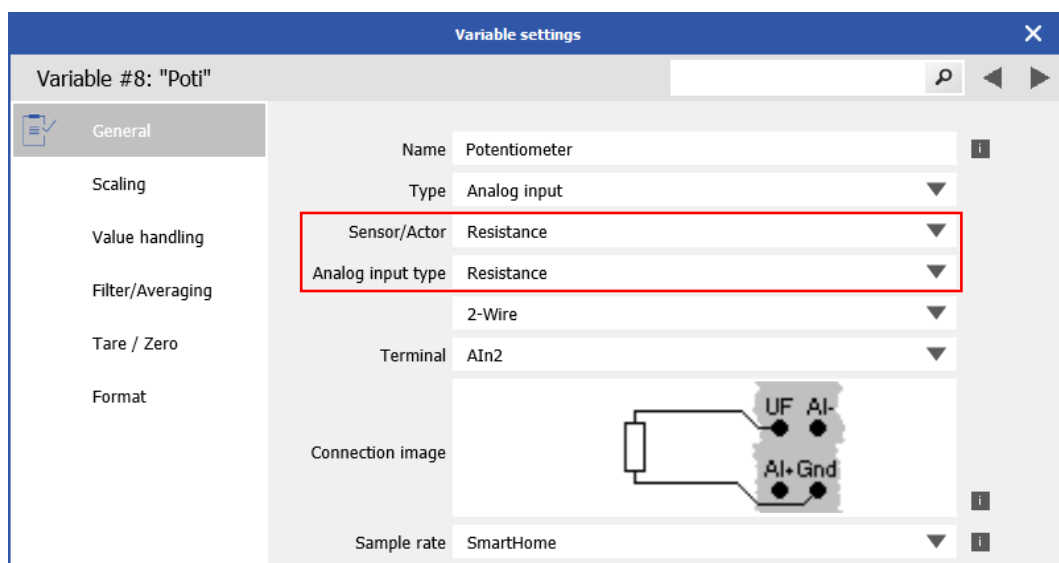 Variable settings
Variable #8: "Poti"
General
Scaling
Value handling
Filter/Averaging
Tare / Zero
Format
Name Potentiometer
Type Analog input
Sensor/Actor Resistance
Analog input type Resistance
2-Wire
Terminal AIn2
Connection image
UF AI-
AI+ Gnd
Sample rate SmartHome